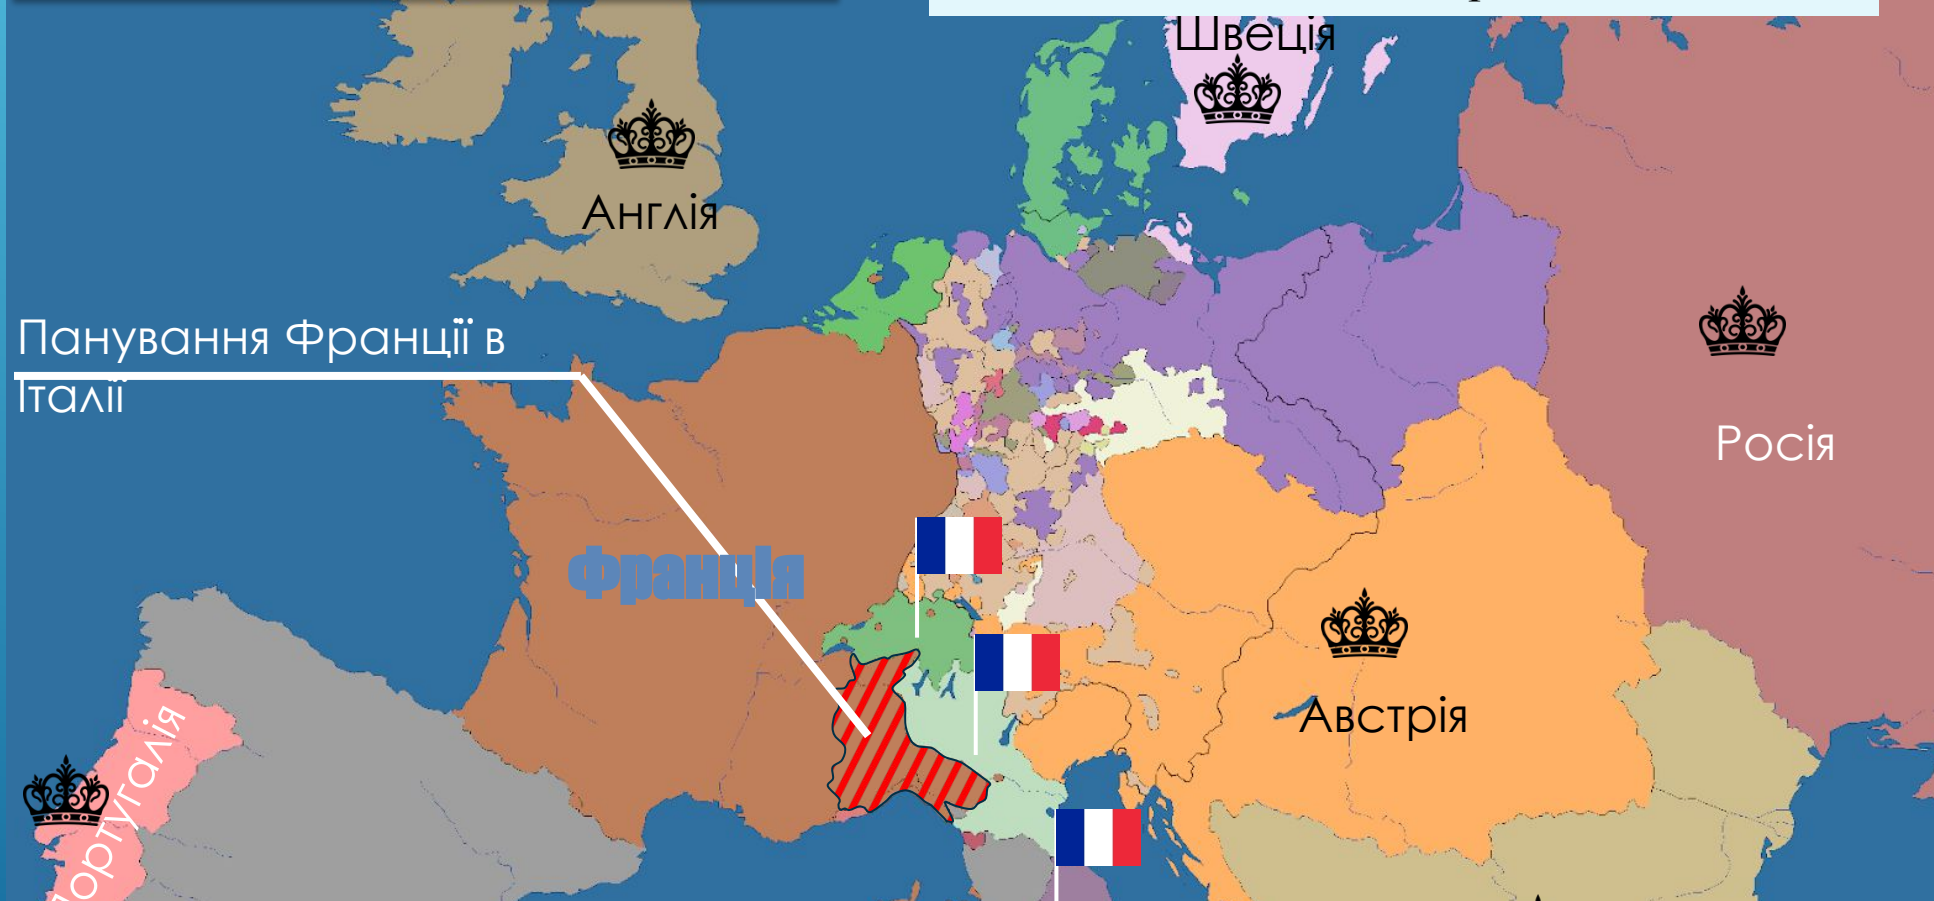 Швеція
Англія
Панування Франції в
Італії
Росія
Франція
Австрія
Португалія